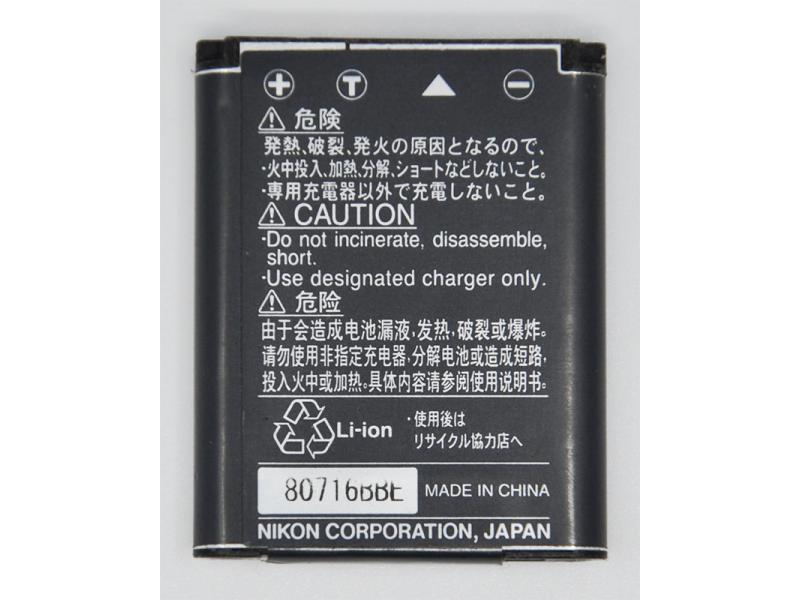 + T ▲ −
⚠ 危険
発熱、破裂、発火の原因となるので、
・火中投入、加熱、分解、ショートなどしないこと。
・専用充電器以外で充電しないこと。
⚠ CAUTION
·Do not incinerate, disassemble,
short.
·Use designated charger only.
⚠ 危险
由于会造成电池漏液,发热,破裂或爆炸。
请勿使用非指定充电器,分解电池或造成短路,
投入火中或加热。具体内容请参阅使用说明书。
Li-ion
・使用後は
リサイクル協力店へ
80716BBE
MADE IN CHINA
NIKON CORPORATION, JAPAN